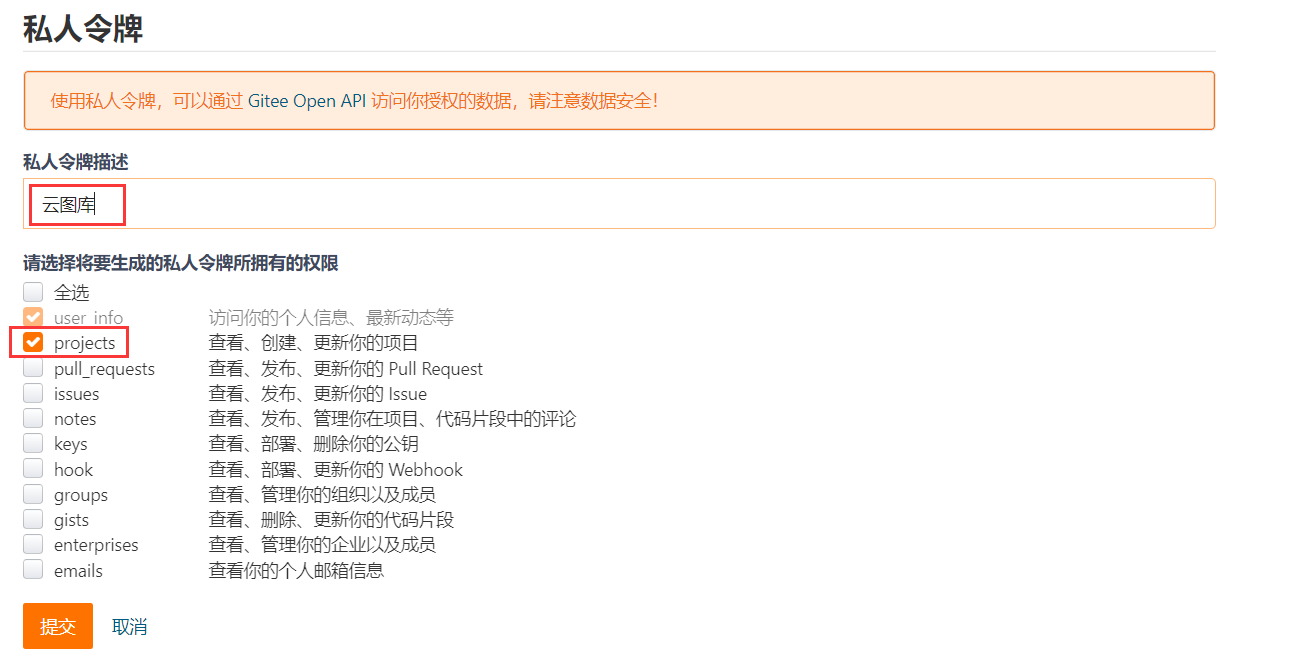 私人令牌
使用私人令牌，可以通过 Gitee Open API 访问你授权的数据，请注意数据安全！
私人令牌描述
云图库
请选择将要生成的私人令牌所拥有的权限
全选
user_info 访问你的个人信息、最新动态等
projects 查看、创建、更新你的项目
pull_requests 查看、发布、更新你的 Pull Request
issues 查看、发布、更新你的 Issue
notes 查看、发布、管理你在项目、代码片段中的评论
keys 查看、部署、删除你的公钥
hook 查看、部署、更新你的 Webhook
groups 查看、管理你的组织以及成员
gists 查看、删除、更新你的代码片段
enterprises 查看、管理你的企业以及成员
emails 查看你的个人邮箱信息
提交 取消